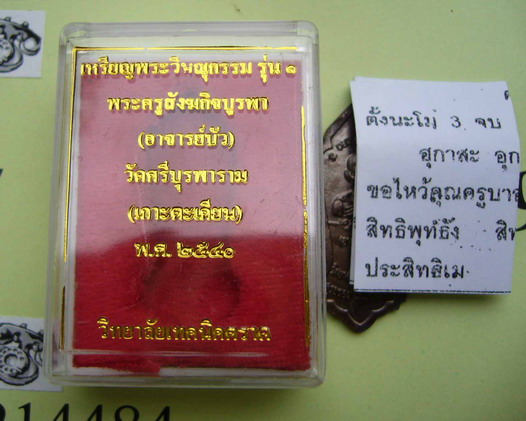 เหรียญพระวิษณุกรรม รุ่น ๑
พระครูสังฆกิจบูรพา
(อาจารย์บัว)
วัดศรีบุรพาราม
(เกาะตะเคียน)
พ.ศ. ๒๕๔๐
วิทยาลัยเทคนิคตราด
ตั้งนะโม 3 จบ
สุกาสะ อุก
ขอไหว้คุณครูบาร
สิทธิพุทธัง สิท
ประสิทธิเม